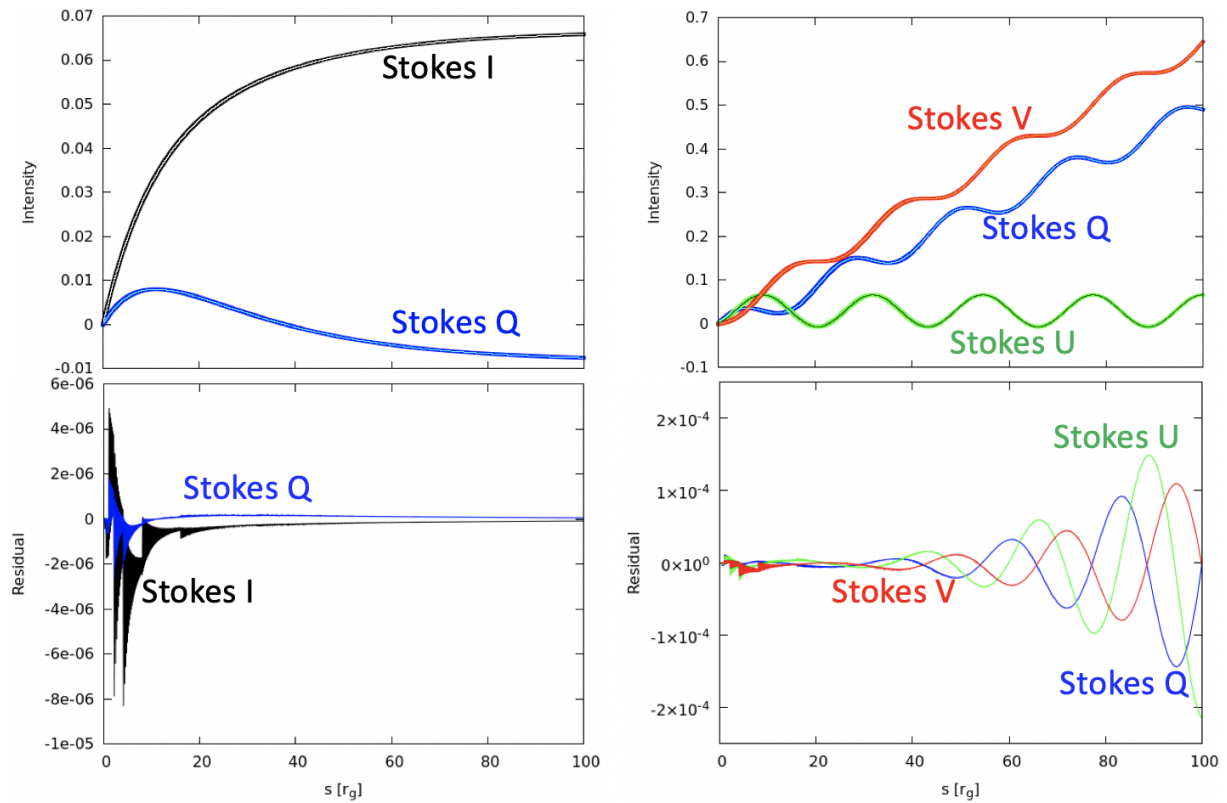 0.07
0.06
0.05
0.04
0.03
0.02
0.01
0
-0.01
Intensity
Stokes I
Stokes Q
0.7
0.6
0.5
0.4
0.3
0.2
0.1
0
-0.1
Intensity
Stokes V
Stokes Q
Stokes U
6e-06
4e-06
2e-06
0
-2e-06
-4e-06
-6e-06
-8e-06
-1e-05
Residual
Stokes Q
Stokes I
0 20 40 60 80 100
s [rg]
2×10⁻⁴
1×10⁻⁴
0×10⁰
-1×10⁻⁴
-2×10⁻⁴
Residual
Stokes U
Stokes V
Stokes Q
0 20 40 60 80 100
s [rg]